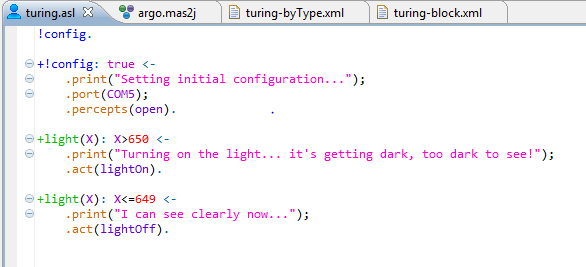 turing.asl argo.mas2j turing-byType.xml turing-block.xml
!config.
+!config: true <-
.print("Setting initial configuration...");
.port(COM5);
.percepts(open). .
+light(X): X>650 <-
.print("Turning on the light... it's getting dark, too dark to see!");
.act(lightOn).
+light(X): X<=649 <-
.print("I can see clearly now...");
.act(lightOff).